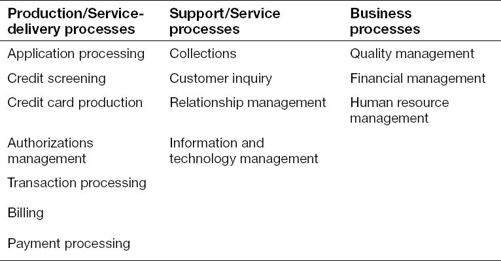 Production/Service-delivery processes
Support/Service processes
Business processes
Application processing
Collections
Quality management
Credit screening
Customer inquiry
Financial management
Credit card production
Relationship management
Human resource management
Authorizations management
Information and technology management
Transaction processing
Billing
Payment processing